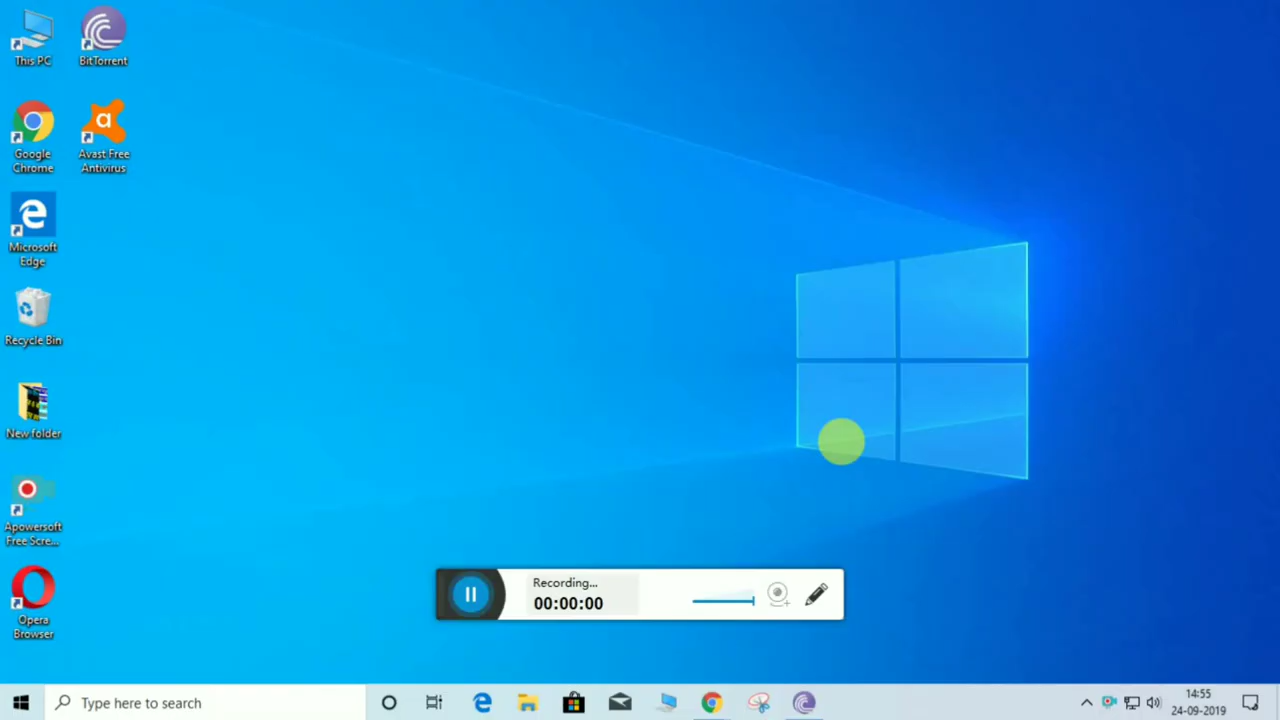 This PC
BitTorrent
Google
Chrome
Avast Free
Antivirus
Microsoft
Edge
Recycle Bin
New folder
Apowersoft
Free Scre...
Opera
Browser
Recording...
00:00:00
Type here to search
14:55
24-09-2019